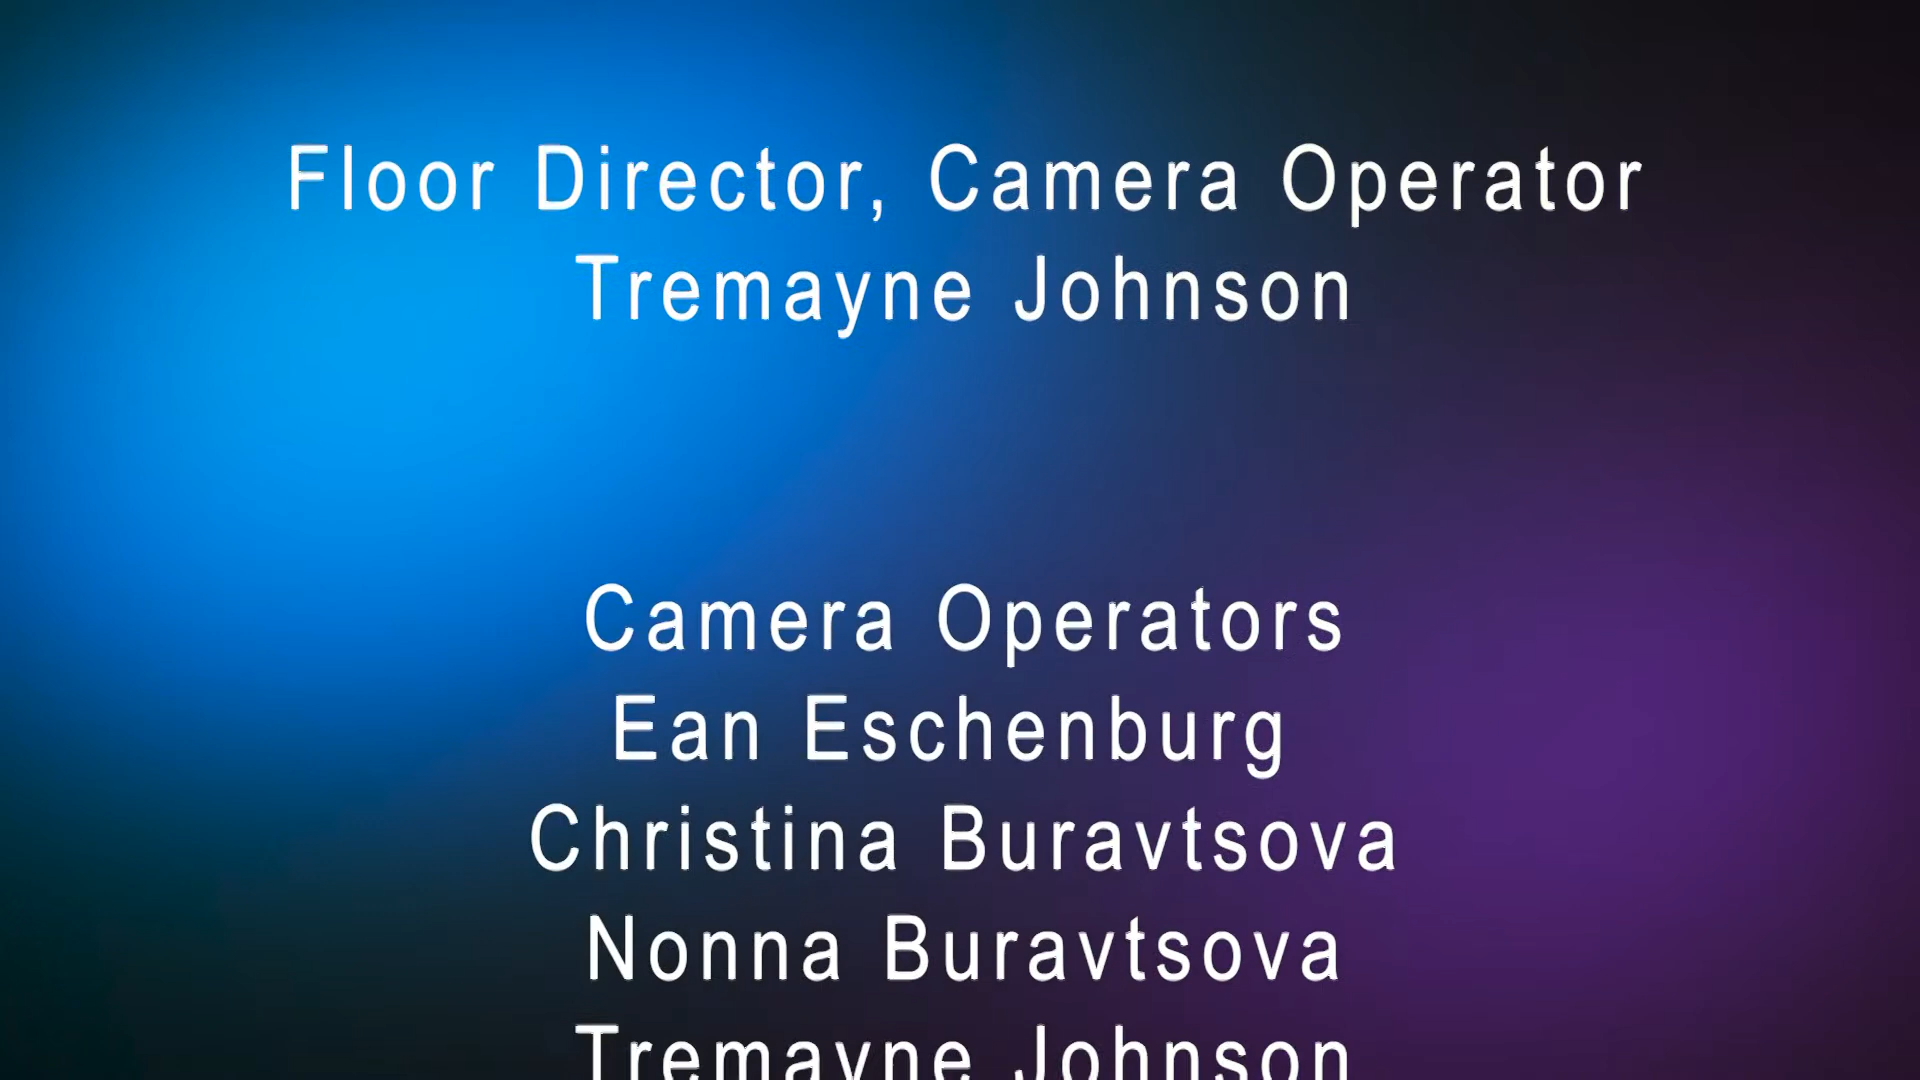 Floor Director, Camera Operator
Tremayne Johnson
Camera Operators
Ean Eschenburg
Christina Buravtsova
Nonna Buravtsova
Tremayne Johnson